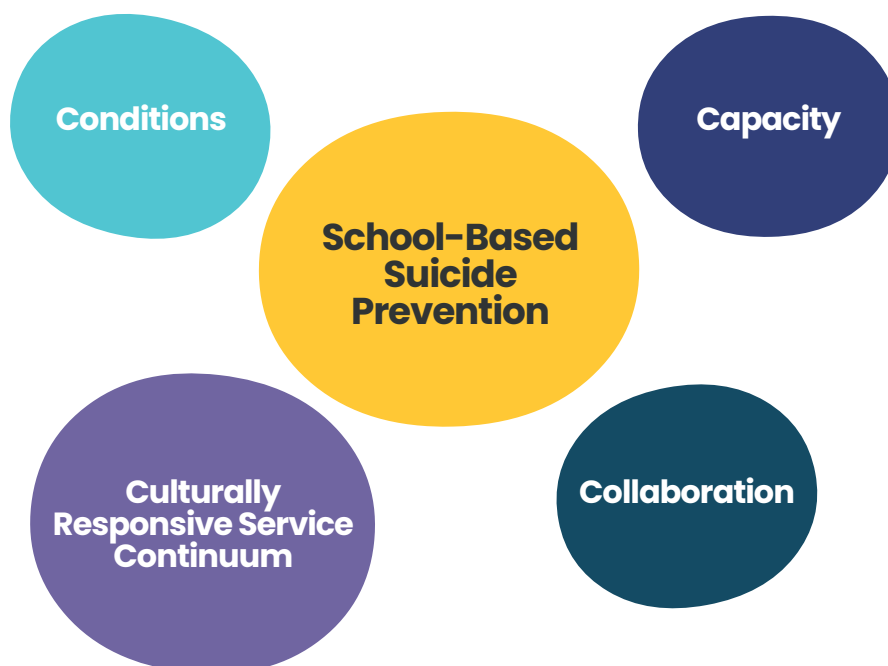 Conditions
Capacity
School-Based
Suicide
Prevention
Culturally
Responsive Service
Continuum
Collaboration